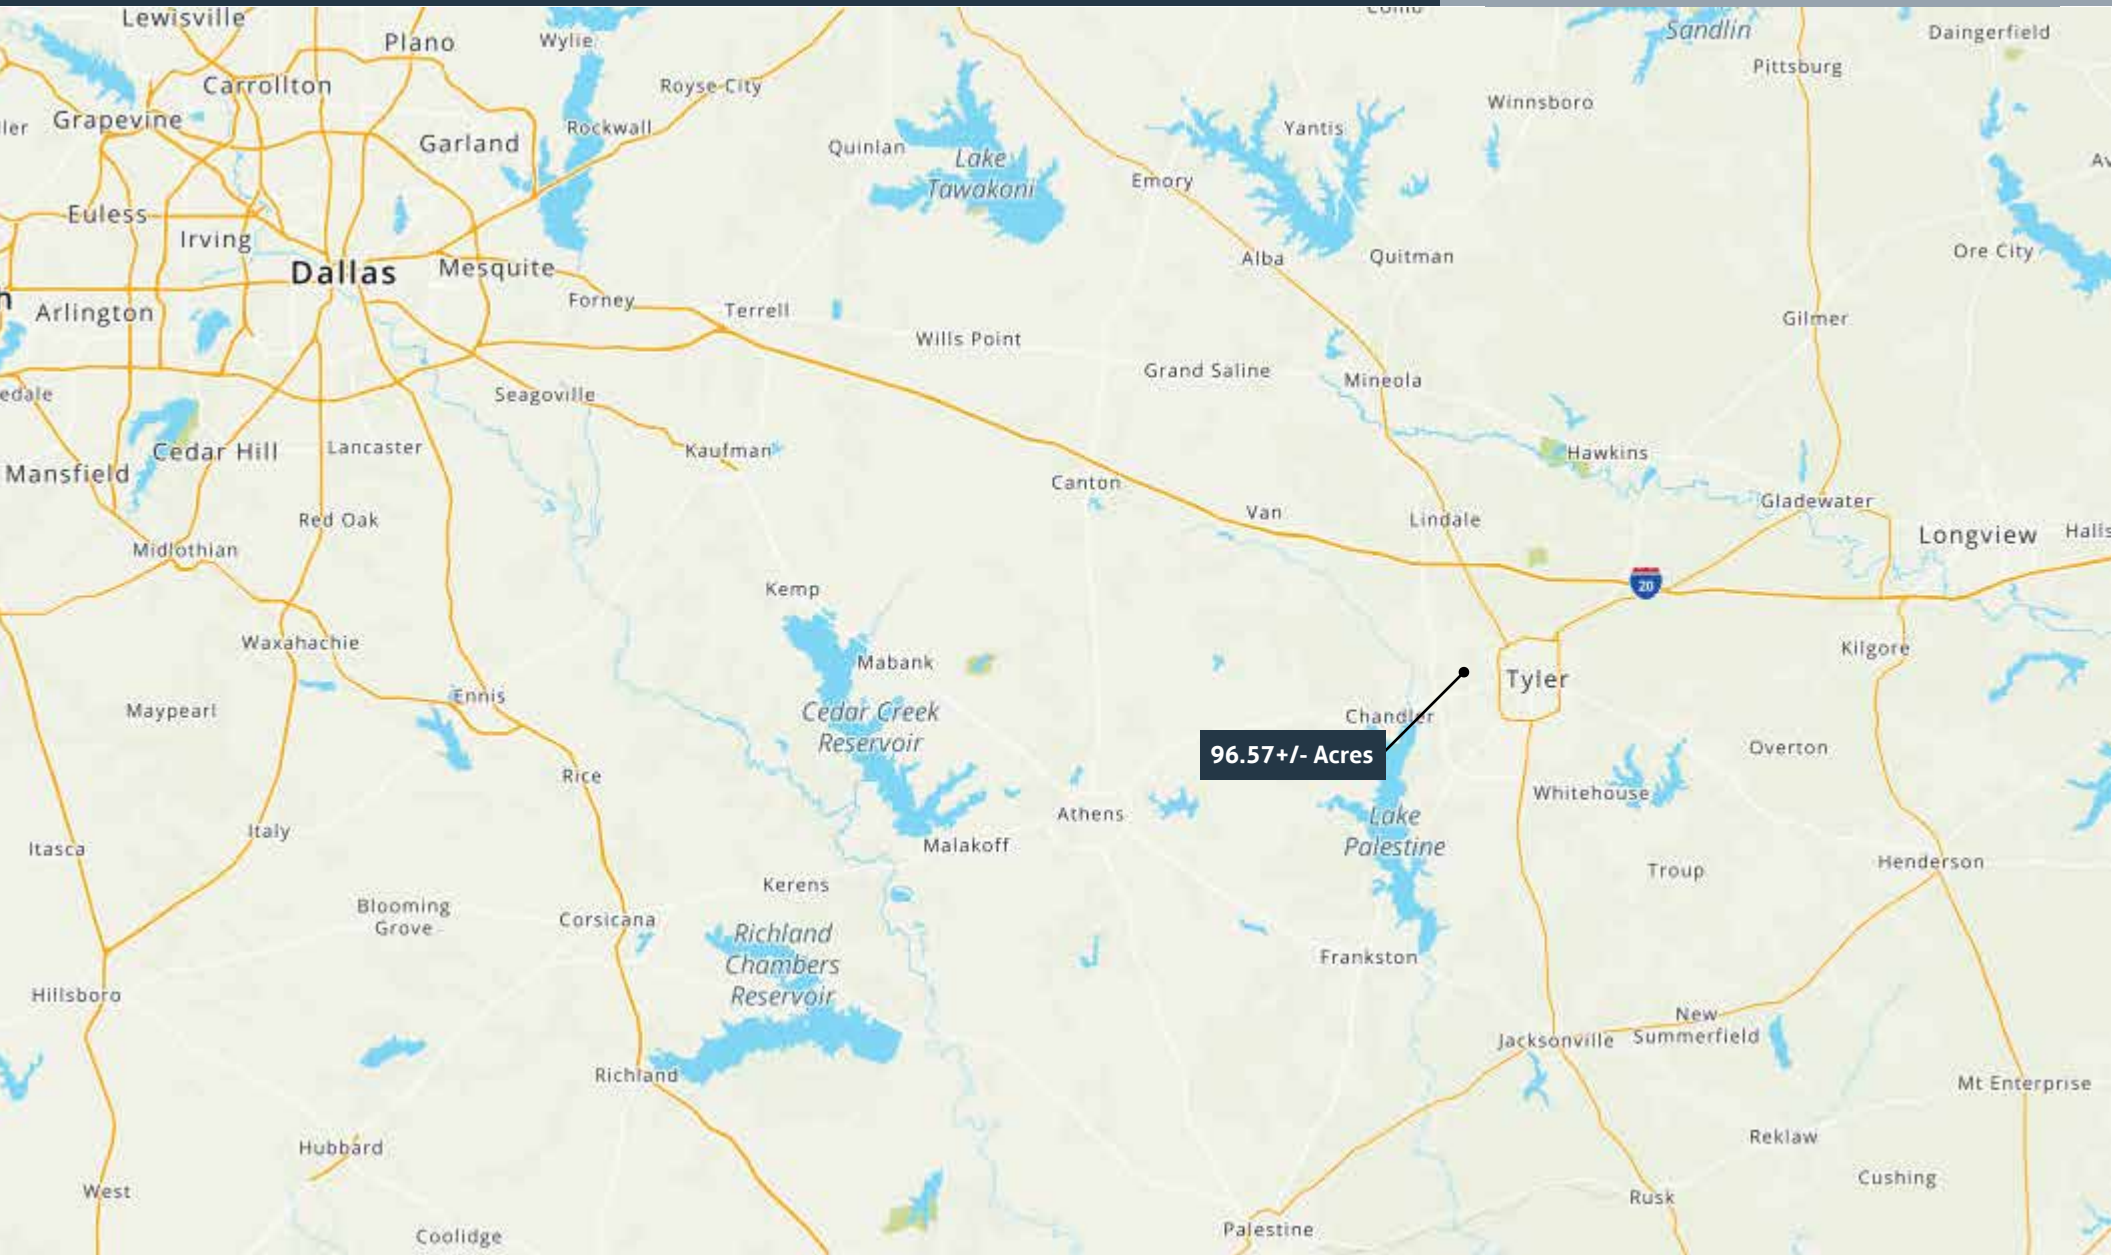 Lewisville
Plano
Wylie
Sandlin
Daingerfield
Pittsburg
Carrollton
Royse City
Winnsboro
Grapevine
Garland
Rockwall
Quinlan
Lake
Tawakoni
Yantis
Emory
Euless
Irving
Dallas
Mesquite
Alba
Quitman
Ore City
Forney
Terrell
Arlington
Wills Point
Gilmer
Grand Saline
Mineola
Seagoville
Cedar Hill
Lancaster
Kaufman
Hawkins
Mansfield
Canton
Gladewater
Red Oak
Van
Lindale
Longview
Midlothian
Kemp
20
Waxahachie
Mabank
Kilgore
Tyler
Ennis
Maypearl
Cedar Creek
Reservoir
Chandler
96.57+/- Acres
Overton
Rice
Whitehouse
Athens
Lake
Palestine
Italy
Itasca
Malakoff
Henderson
Troup
Kerens
Blooming
Grove
Corsicana
Richland
Chambers
Reservoir
Frankston
Hillsboro
New
Summerfield
Jacksonville
Richland
Mt Enterprise
Hubbard
Reklaw
West
Cushing
Rusk
Coolidge
Palestine